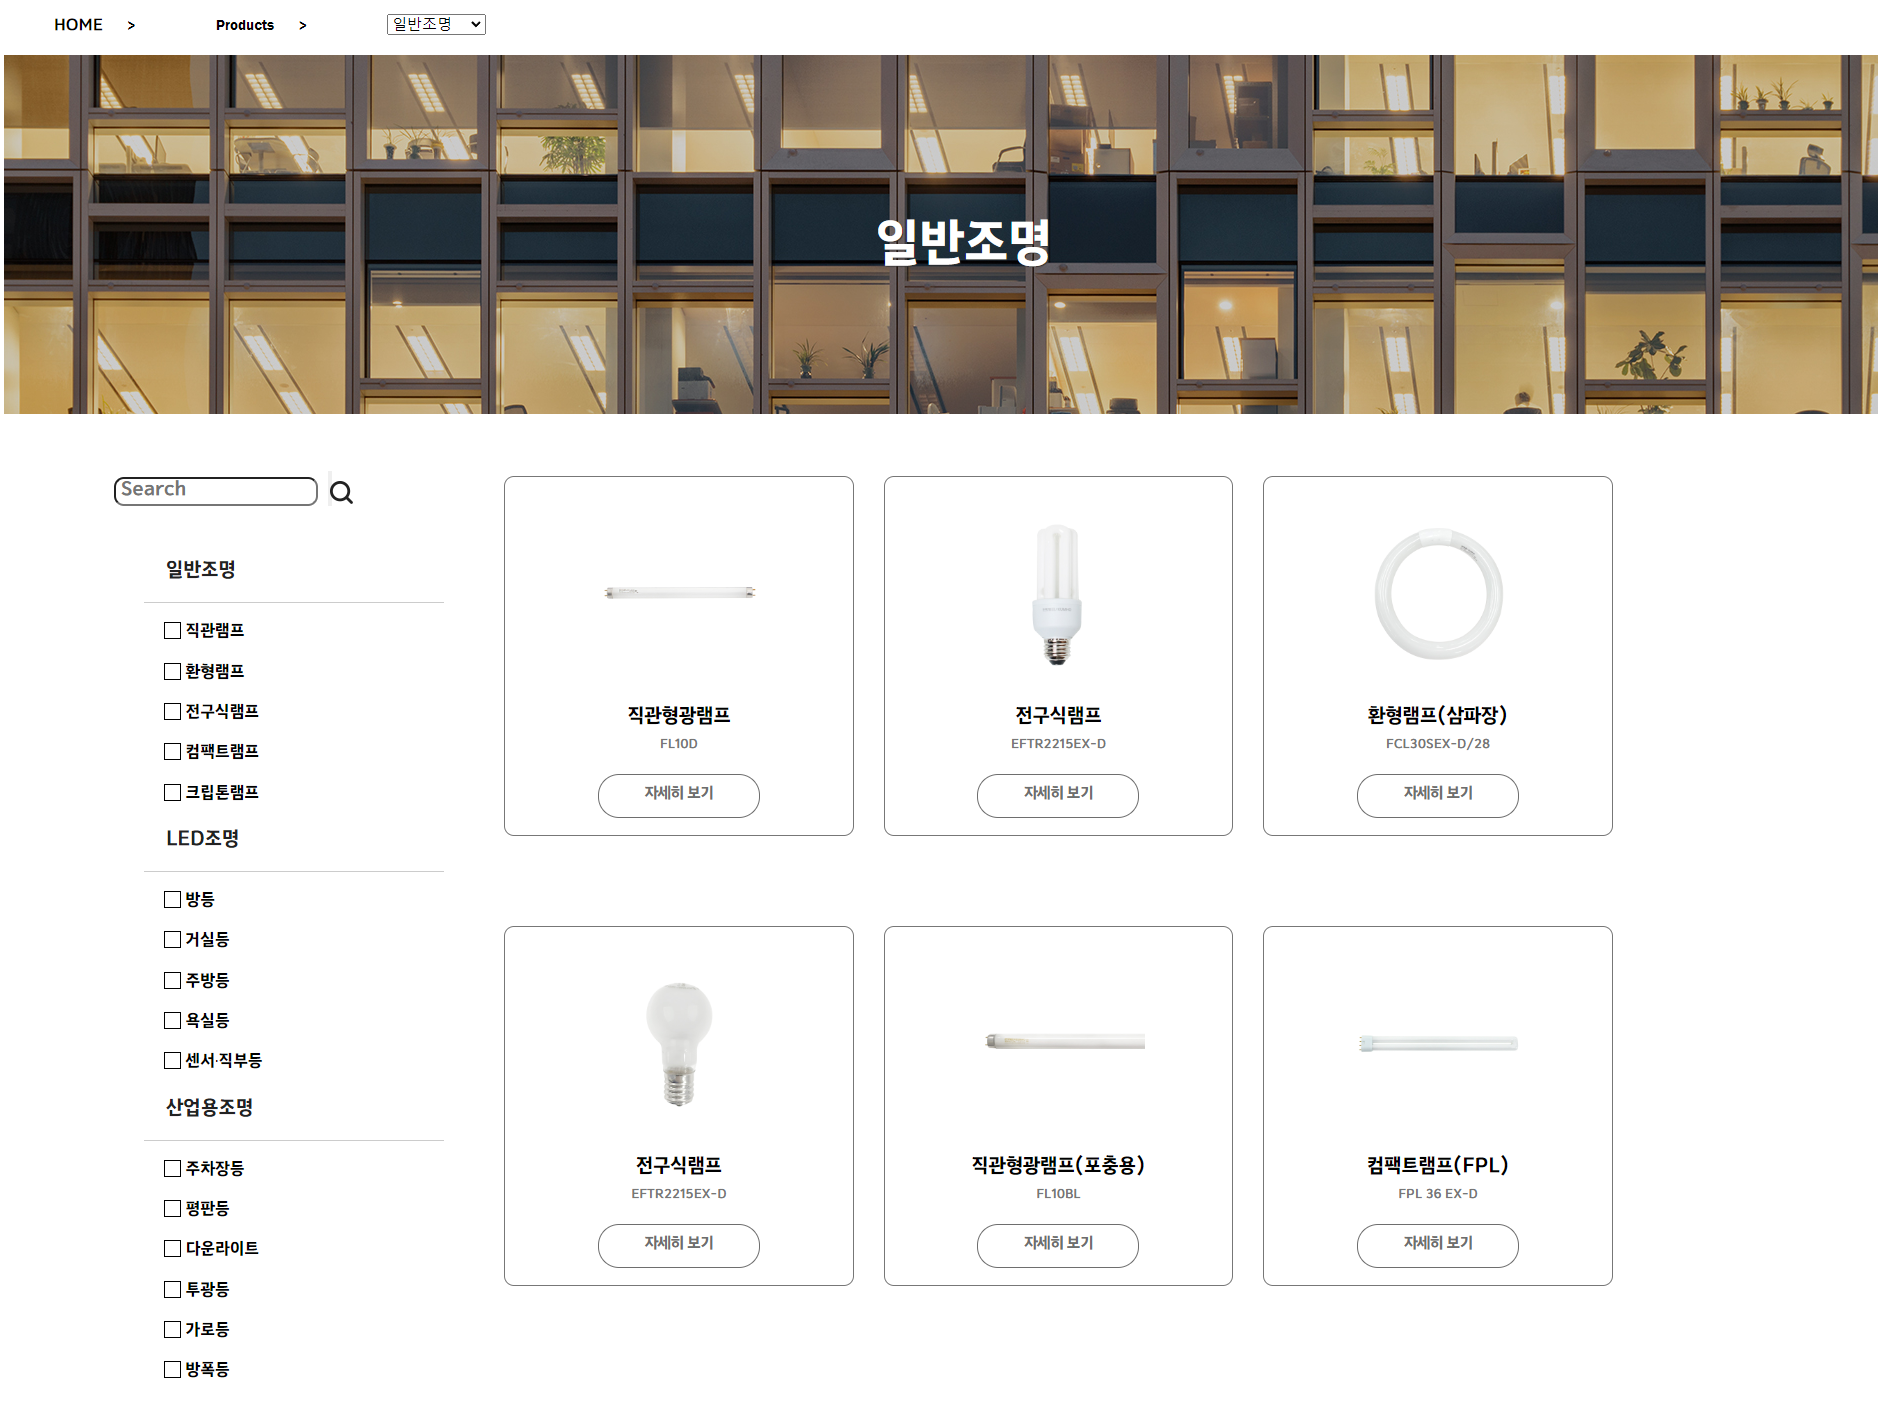 HOME > Products > 일반조명
일반조명
Search
일반조명
직관램프
환형램프
전구식램프
컴팩트램프
크립톤램프
LED조명
방등
거실등
주방등
욕실등
센서·직부등
산업용조명
주차장등
평판등
다운라이트
투광등
가로등
방폭등
직관형광램프
FL10D
자세히 보기
전구식램프
EFTR2215EX-D
자세히 보기
환형램프(삼파장)
FCL30SEX-D/28
자세히 보기
전구식램프
EFTR2215EX-D
자세히 보기
직관형광램프(포충용)
FL10BL
자세히 보기
컴팩트램프(FPL)
FPL 36 EX-D
자세히 보기